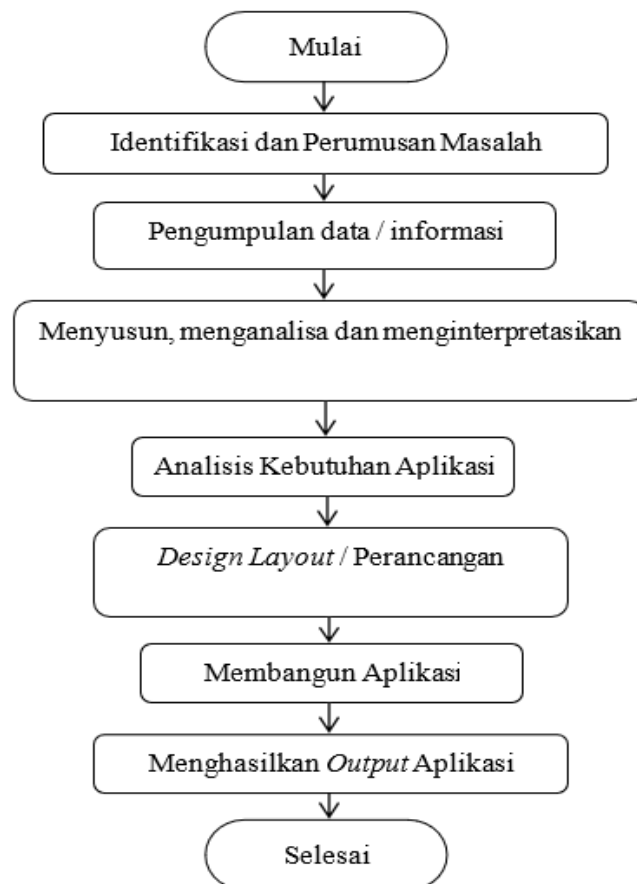 Mulai
Identifikasi dan Perumusan Masalah
Pengumpulan data / informasi
Menyusun, menganalisa dan menginterpretasikan
Analisis Kebutuhan Aplikasi
Design Layout / Perancangan
Membangun Aplikasi
Menghasilkan Output Aplikasi
Selesai